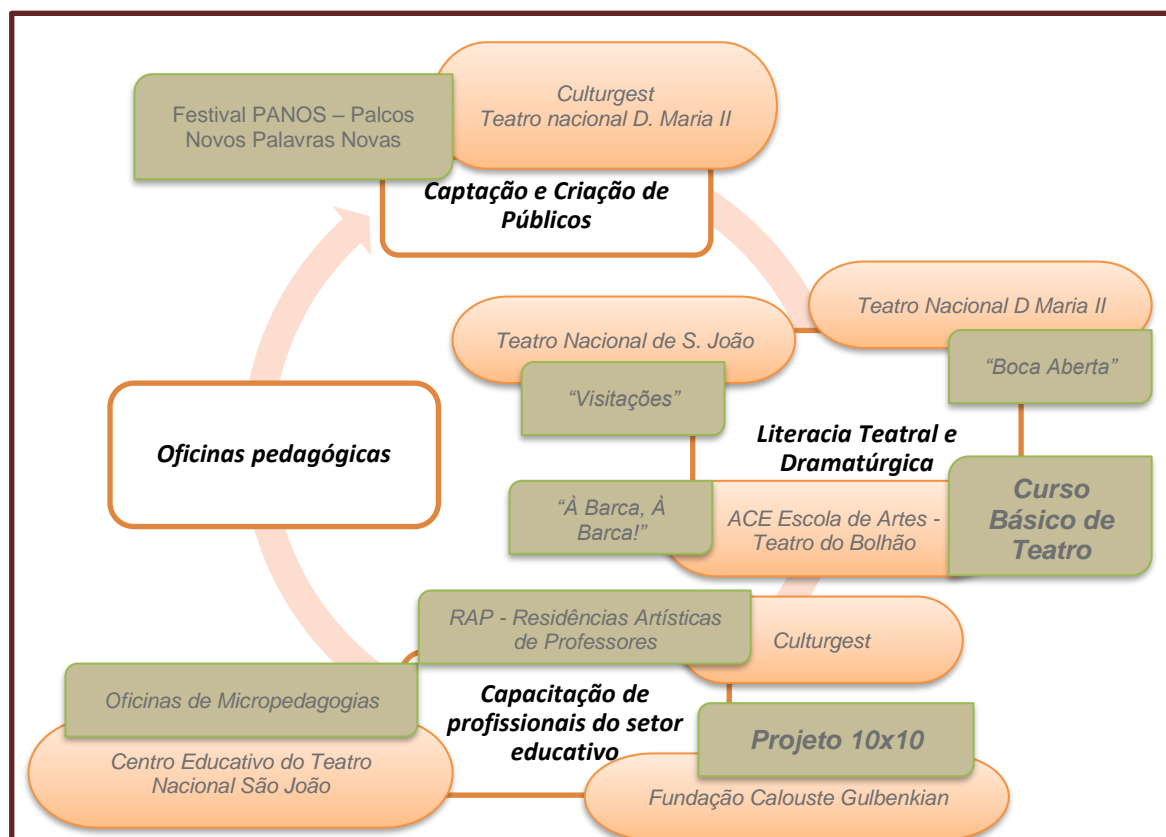 Festival PANOS – Palcos
Novos Palavras Novas
Culturgest
Teatro nacional D. Maria II
Captação e Criação de
Públicos
Teatro Nacional D Maria II
Teatro Nacional de S. João
“Boca Aberta”
“Visitações”
Literacia Teatral e
Dramatúrgica
Oficinas pedagógicas
“À Barca, À
Barca!”
ACE Escola de Artes -
Teatro do Bolhão
Curso
Básico de
Teatro
RAP - Residências Artísticas
de Professores
Culturgest
Oficinas de Micropedagogias
Capacitação de
profissionais do setor
educativo
Projeto 10x10
Centro Educativo do Teatro
Nacional São João
Fundação Calouste Gulbenkian